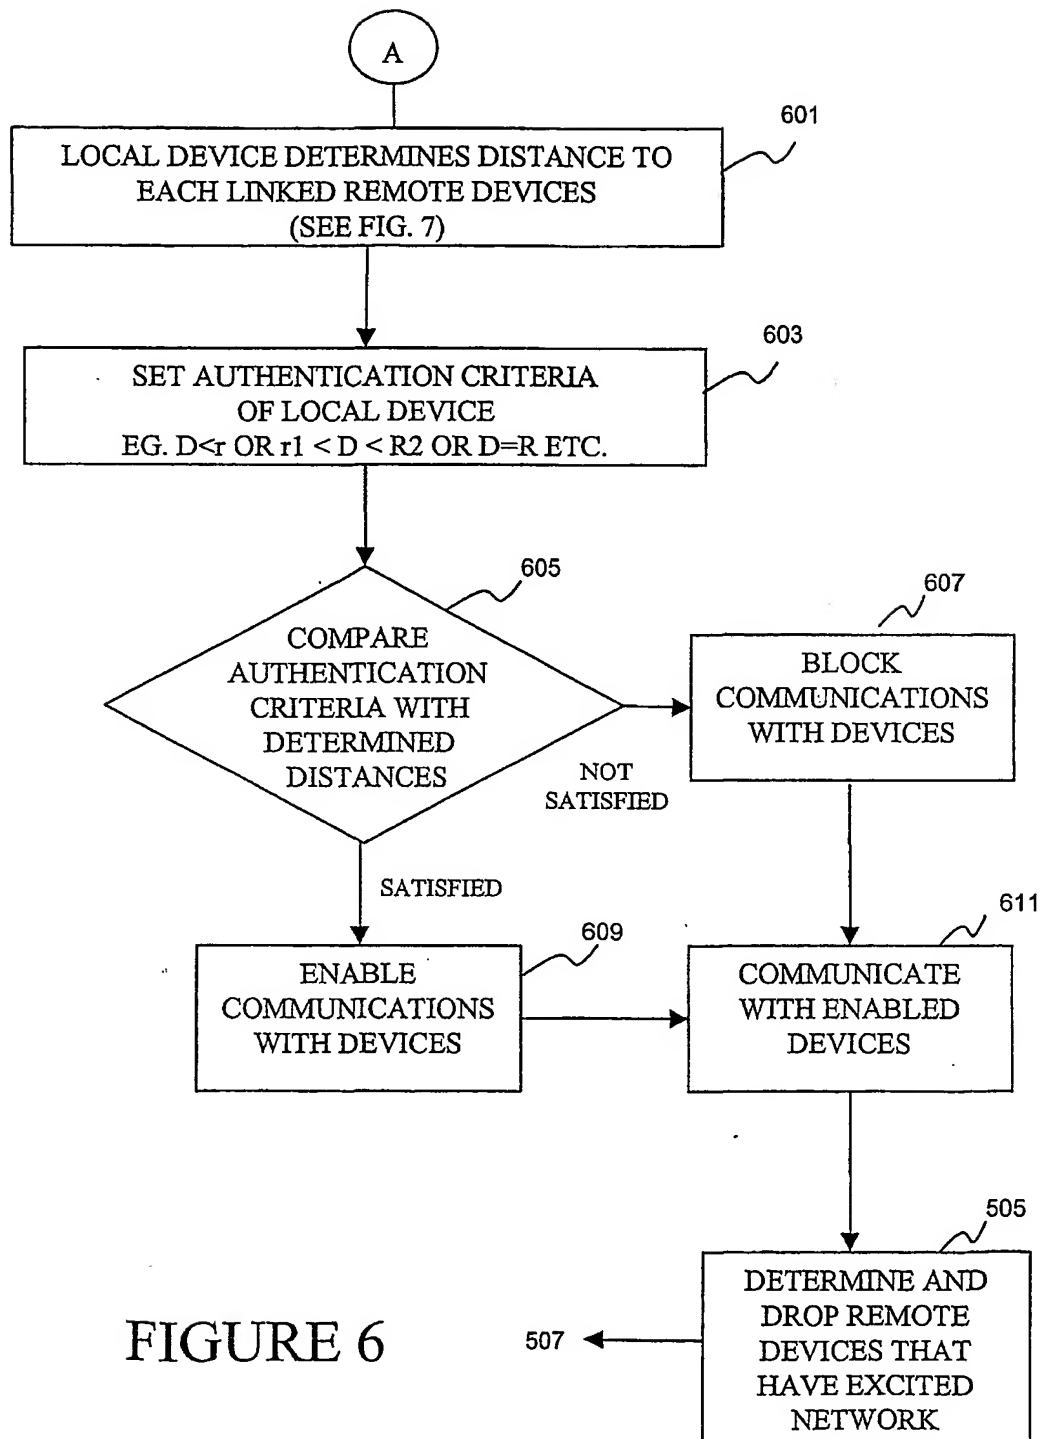 A
601
LOCAL DEVICE DETERMINES DISTANCE TO
EACH LINKED REMOTE DEVICES
(SEE FIG. 7)
603
SET AUTHENTICATION CRITERIA
OF LOCAL DEVICE
EG. D<r OR r1 < D < R2 OR D=R ETC.
605
COMPARE
AUTHENTICATION
CRITERIA WITH
DETERMINED
DISTANCES
607
BLOCK
COMMUNICATIONS
WITH DEVICES
NOT
SATISFIED
SATISFIED
609
ENABLE
COMMUNICATIONS
WITH DEVICES
611
COMMUNICATE
WITH ENABLED
DEVICES
505
DETERMINE AND
DROP REMOTE
DEVICES THAT
HAVE EXCITED
NETWORK
507
FIGURE 6